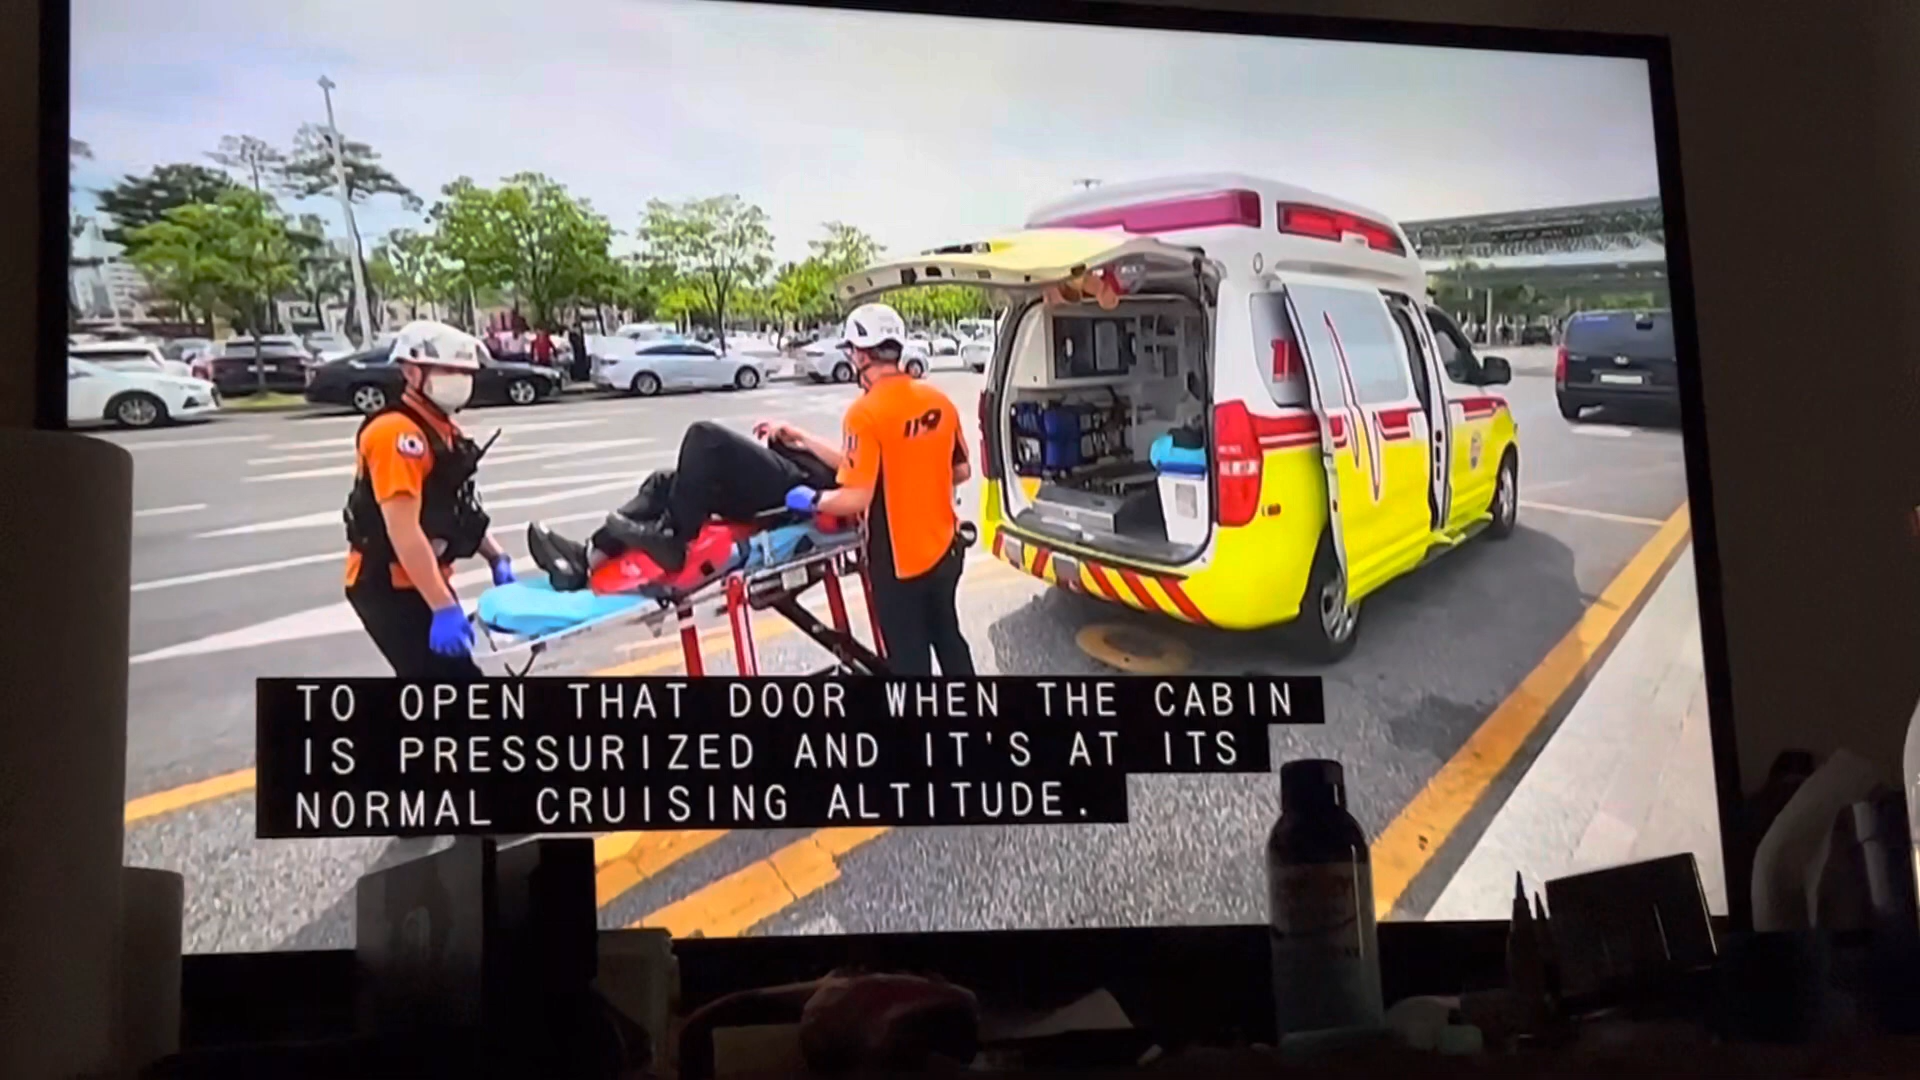 119
TO OPEN THAT DOOR WHEN THE CABIN
IS PRESSURIZED AND IT'S AT ITS
NORMAL CRUISING ALTITUDE.